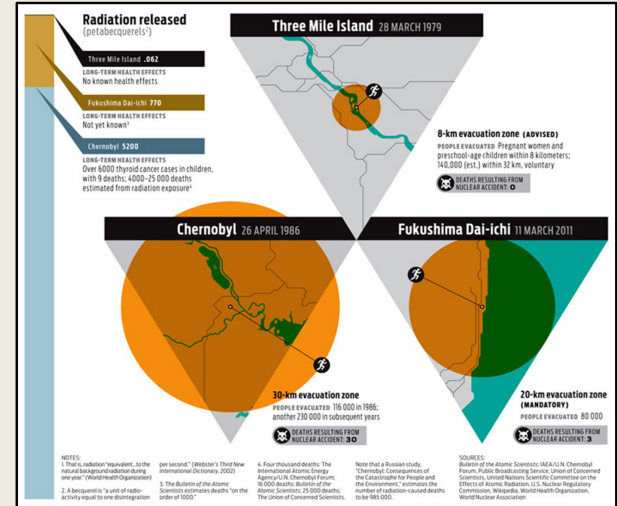 Radiation released
(petabecquerels²)
Three Mile Island .062
LONG-TERM HEALTH EFFECTS
No known health effects
Fukushima Dai-ichi 770
LONG-TERM HEALTH EFFECTS
Not yet known³
Chernobyl 5200
LONG-TERM HEALTH EFFECTS
Over 6000 thyroid cancer cases in children,
with 9 deaths; 4000–25 000 deaths
estimated from radiation exposure⁴
Three Mile Island 28 MARCH 1979
8-km evacuation zone (ADVISED)
PEOPLE EVACUATED Pregnant women and
preschool-age children within 8 kilometers;
140,000 (est.) within 32 km, voluntary
DEATHS RESULTING FROM
NUCLEAR ACCIDENT: 0
Chernobyl 26 APRIL 1986
30-km evacuation zone
PEOPLE EVACUATED 116 000 in 1986;
another 230 000 in subsequent years
DEATHS RESULTING FROM
NUCLEAR ACCIDENT: 30
Fukushima Dai-ichi 11 MARCH 2011
20-km evacuation zone
(MANDATORY)
PEOPLE EVACUATED 80 000
DEATHS RESULTING FROM
NUCLEAR ACCIDENT: 3
NOTES:
1. That is, radiation "equivalent...to the
natural background radiation during
one year." (World Health Organization)
2. A becquerel is "a unit of radio-
activity equal to one disintegration
per second." (Webster's Third New
International Dictionary, 2002)
3. The Bulletin of the Atomic
Scientists estimates deaths "on the
order of 1000."
4. Four thousand deaths: The
International Atomic Energy
Agency/U.N. Chernobyl Forum;
16 000 deaths: Bulletin of the
Atomic Scientists; 25 000 deaths:
The Union of Concerned Scientists.
Note that a Russian study,
"Chernobyl: Consequences of
the Catastrophe for People and
the Environment," estimates the
number of radiation-caused deaths
to be 985 000.
SOURCES:
Bulletin of the Atomic Scientists; IAEA/U.N. Chernobyl
Forum, Public Broadcasting Service, Union of Concerned
Scientists, United Nations Scientific Committee on the
Effects of Atomic Radiation, U.S. Nuclear Regulatory
Commission, Wikipedia, World Health Organization,
World Nuclear Association